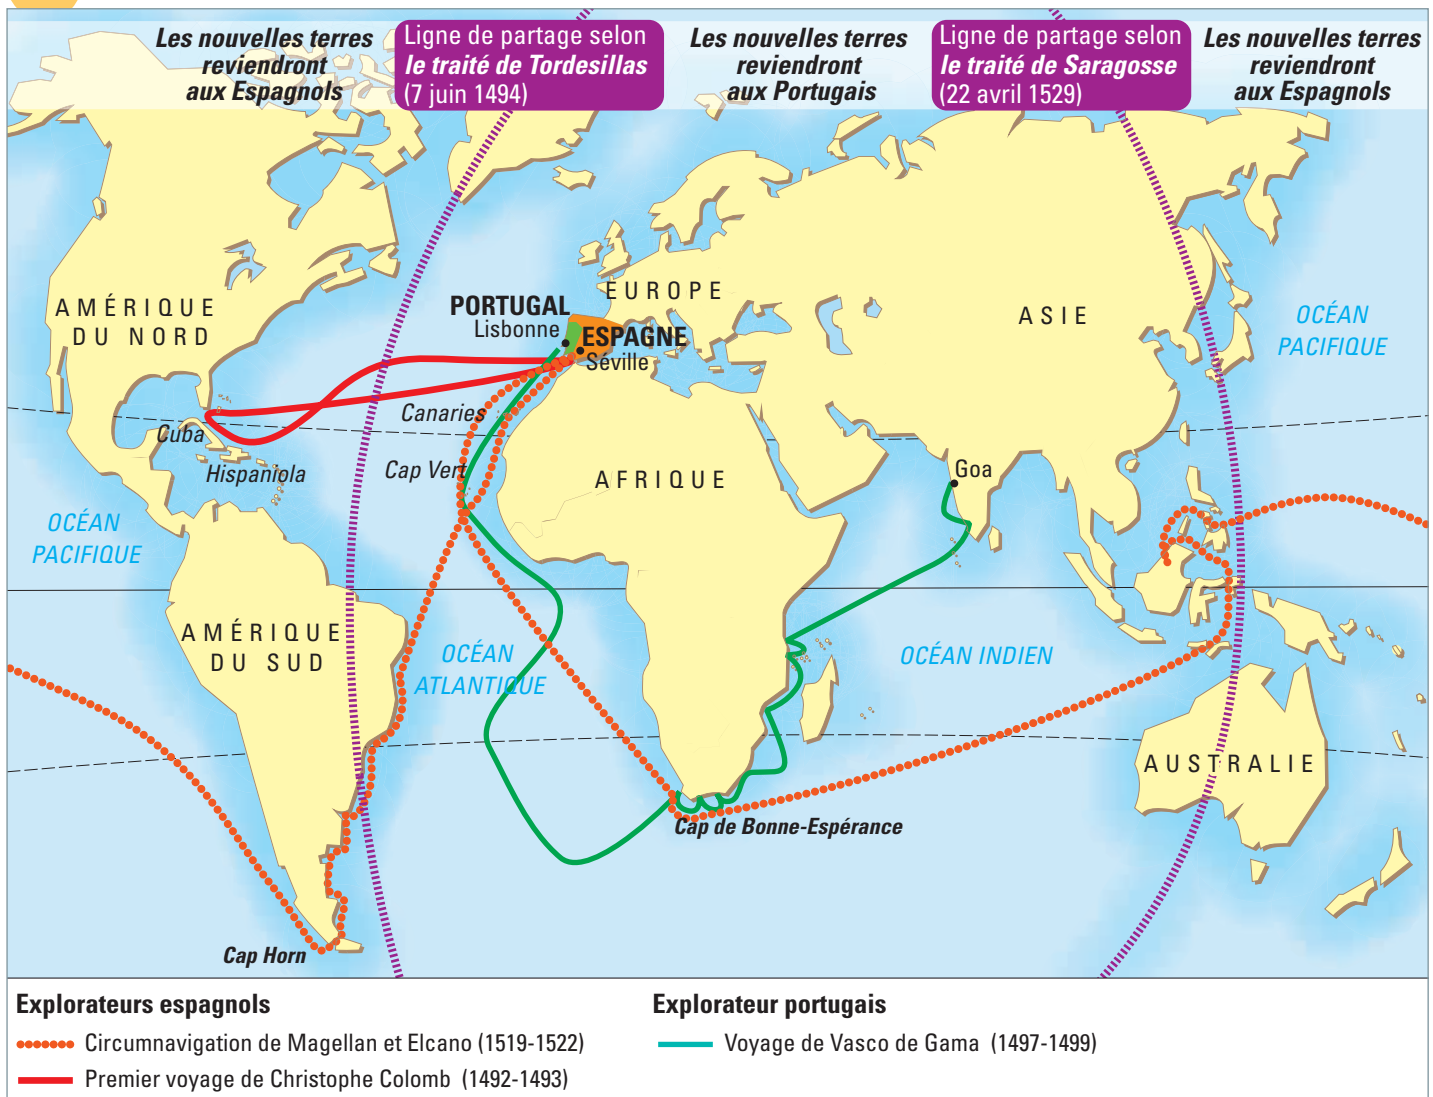 Les nouvelles terres
reviendront
aux Espagnols
Ligne de partage selon
le traité de Tordesillas
(7 juin 1494)
Les nouvelles terres
reviendront
aux Portugais
Ligne de partage selon
le traité de Saragosse
(22 avril 1529)
Les nouvelles terres
reviendront
aux Espagnols
AMÉRIQUE
DU NORD
PORTUGAL
Lisbonne
EUROPE
ESPAGNE
Séville
ASIE
OCÉAN
PACIFIQUE
Canaries
Cuba
Hispaniola
Cap Vert
AFRIQUE
Goa
OCÉAN
PACIFIQUE
AMÉRIQUE
DU SUD
OCÉAN
ATLANTIQUE
OCÉAN INDIEN
AUSTRALIE
Cap de Bonne-Espérance
Cap Horn
Explorateurs espagnols
Circumnavigation de Magellan et Elcano (1519-1522)
Premier voyage de Christophe Colomb (1492-1493)
Explorateur portugais
Voyage de Vasco de Gama (1497-1499)